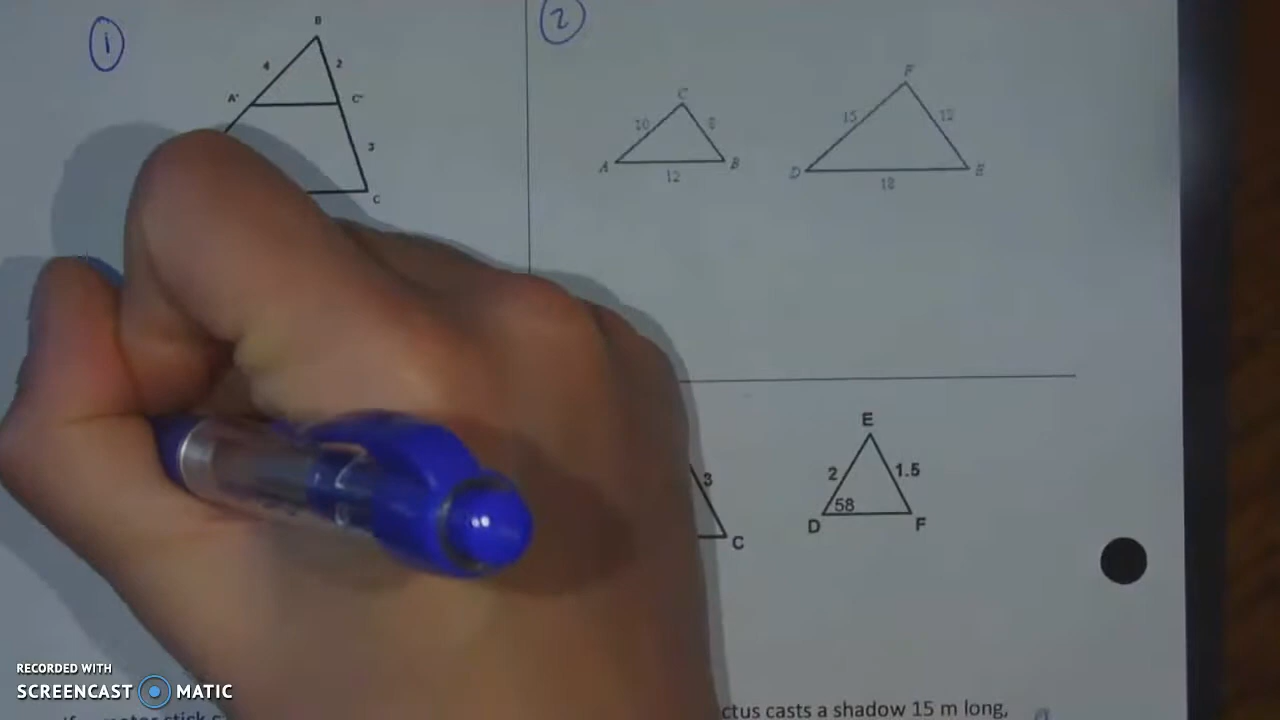 1
B
4
2
A'
C'
3
C
2
C
10
8
A
B
12
F
15
12
D
E
18
3
C
E
2
1.5
58
D
F
RECORDED WITH
SCREENCAST MATIC
ctus casts a shadow 15 m long,